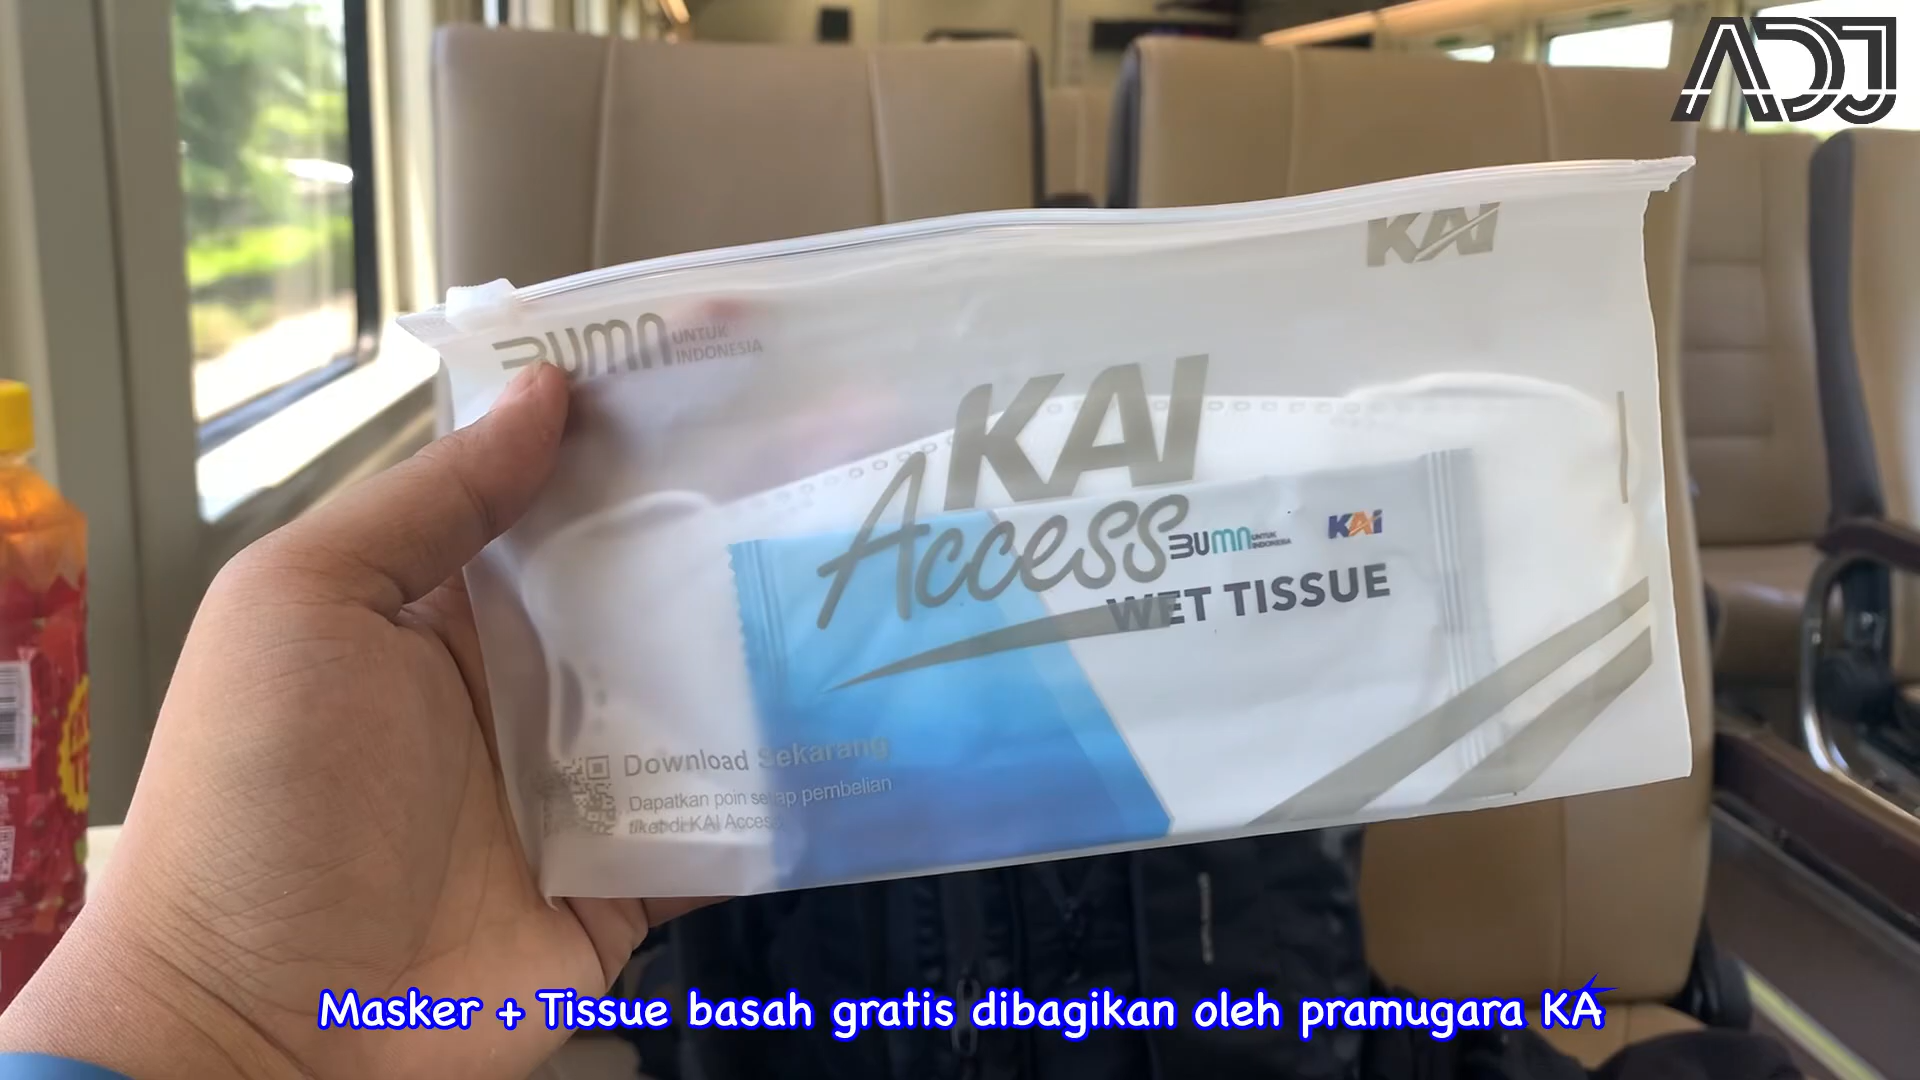 ADJ
KAI
BUMN UNTUK
INDONESIA
KAI
Access
BUMN UNTUK
INDONESIA
KAI
WET TISSUE
Download Sekarang
Dapatkan poin setiap pembelian
tiket di KAI Access
Masker + Tissue basah gratis dibagikan oleh pramugara KA